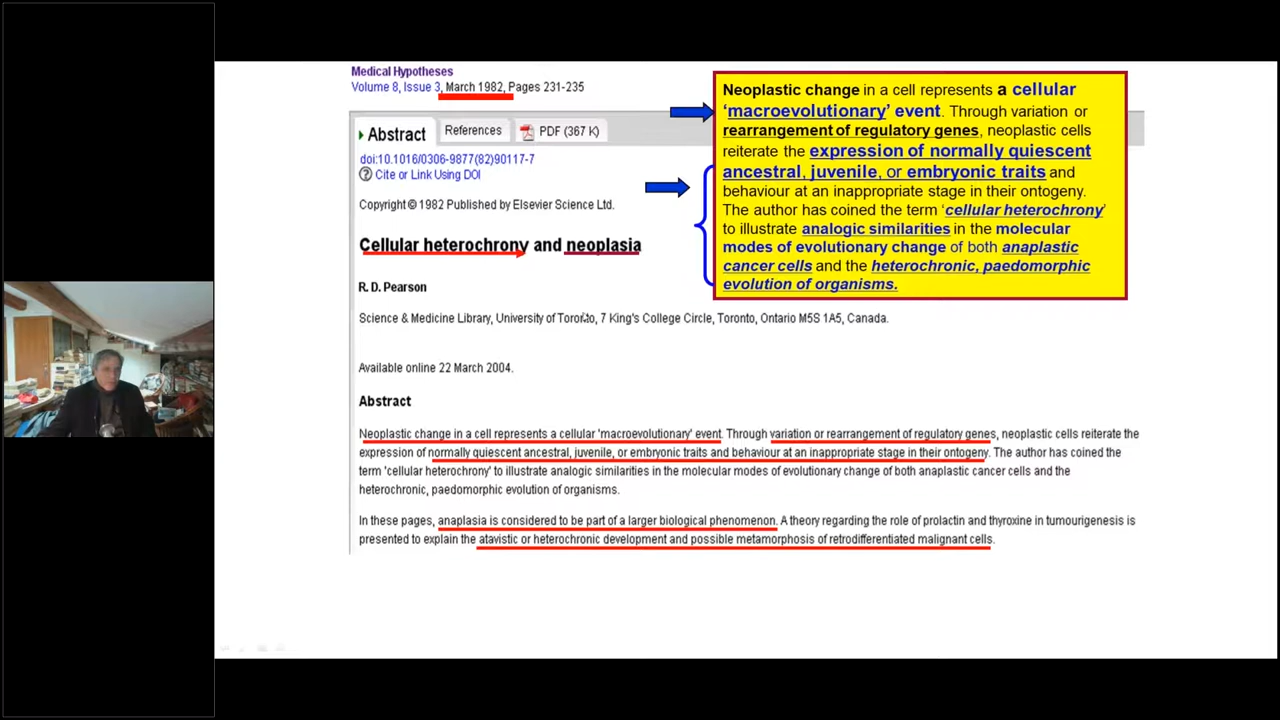 Medical Hypotheses
Volume 8, Issue 3, March 1982, Pages 231-235
Abstract
References
PDF (367 K)
doi:10.1016/0306-9877(82)90117-7
Cite or Link Using DOI
Copyright © 1982 Published by Elsevier Science Ltd.
Cellular heterochrony and neoplasia
R. D. Pearson
Science & Medicine Library, University of Toronto, 7 King's College Circle, Toronto, Ontario M5S 1A5, Canada.
Available online 22 March 2004.
Abstract
Neoplastic change in a cell represents a cellular 'macroevolutionary' event. Through variation or rearrangement of regulatory genes, neoplastic cells reiterate the
expression of normally quiescent ancestral, juvenile, or embryonic traits and behaviour at an inappropriate stage in their ontogeny. The author has coined the
term 'cellular heterochrony' to illustrate analogic similarities in the molecular modes of evolutionary change of both anaplastic cancer cells and the
heterochronic, paedomorphic evolution of organisms.
In these pages, anaplasia is considered to be part of a larger biological phenomenon. A theory regarding the role of prolactin and thyroxine in tumourigenesis is
presented to explain the atavistic or heterochronic development and possible metamorphosis of retrodifferentiated malignant cells.
Neoplastic change in a cell represents a cellular
‘macroevolutionary’ event. Through variation or
rearrangement of regulatory genes, neoplastic cells
reiterate the expression of normally quiescent
ancestral, juvenile, or embryonic traits and
behaviour at an inappropriate stage in their ontogeny.
The author has coined the term ‘cellular heterochrony’
to illustrate analogic similarities in the molecular
modes of evolutionary change of both anaplastic
cancer cells and the heterochronic, paedomorphic
evolution of organisms.